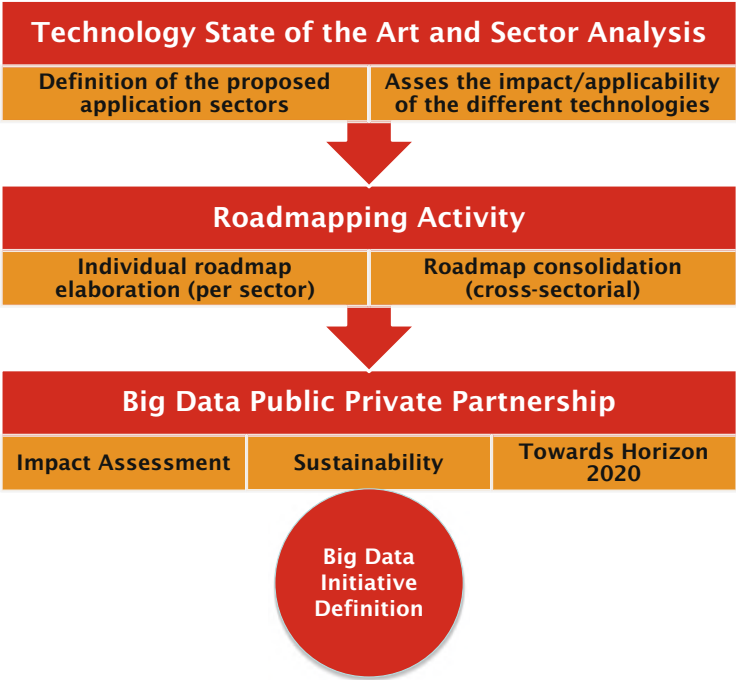 Technology State of the Art and Sector Analysis
Definition of the proposed
application sectors
Asses the impact/applicability
of the different technologies
Roadmapping Activity
Individual roadmap
elaboration (per sector)
Roadmap consolidation
(cross-sectorial)
Big Data Public Private Partnership
Impact Assessment
Sustainability
Towards Horizon
2020
Big Data
Initiative
Definition